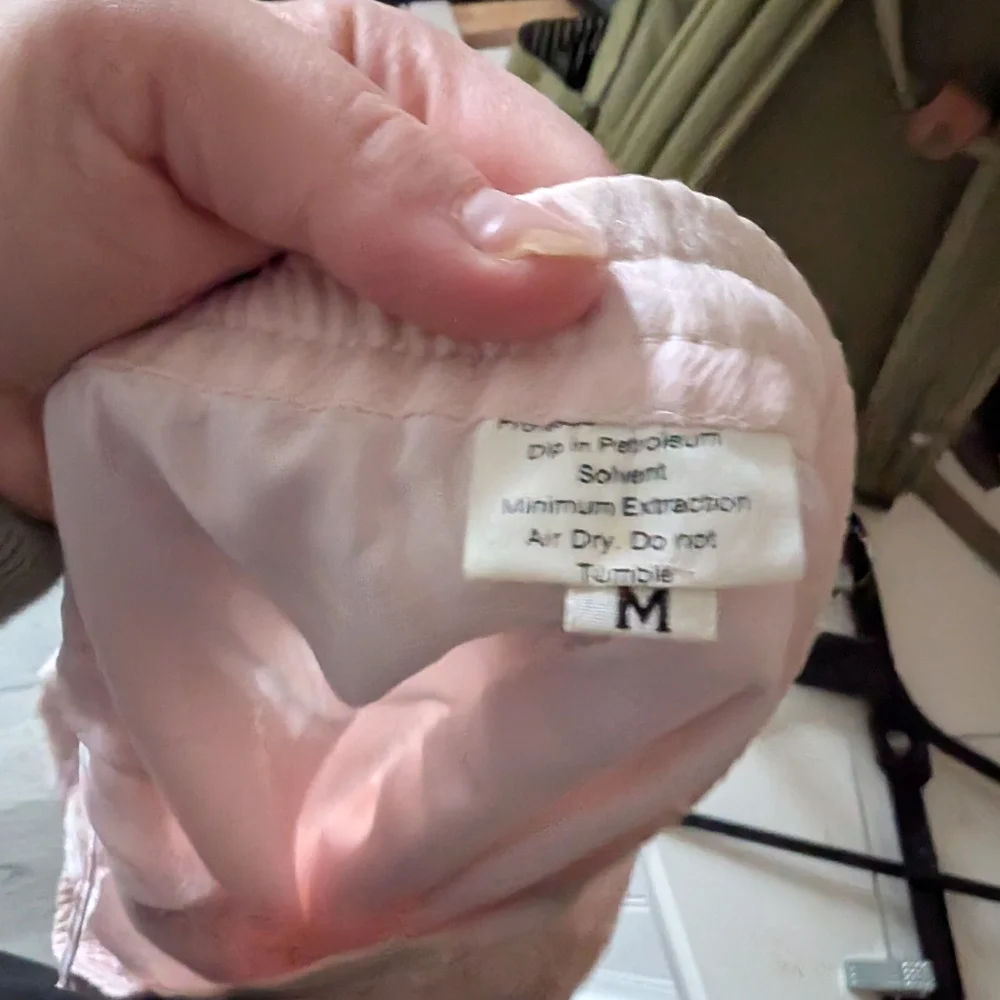 Dip in Petroleum
Solvent
Minimum Extraction
Air Dry. Do not
Tumble
M